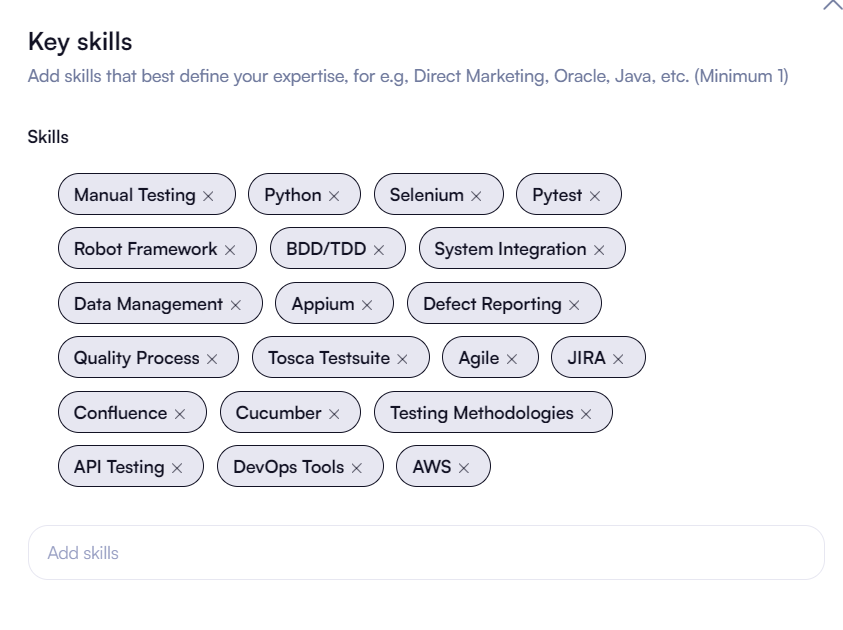 Key skills
Add skills that best define your expertise, for e.g, Direct Marketing, Oracle, Java, etc. (Minimum 1)
Skills
Manual Testing × Python × Selenium × Pytest ×
Robot Framework × BDD/TDD × System Integration ×
Data Management × Appium × Defect Reporting ×
Quality Process × Tosca Testsuite × Agile × JIRA ×
Confluence × Cucumber × Testing Methodologies ×
API Testing × DevOps Tools × AWS ×
Add skills